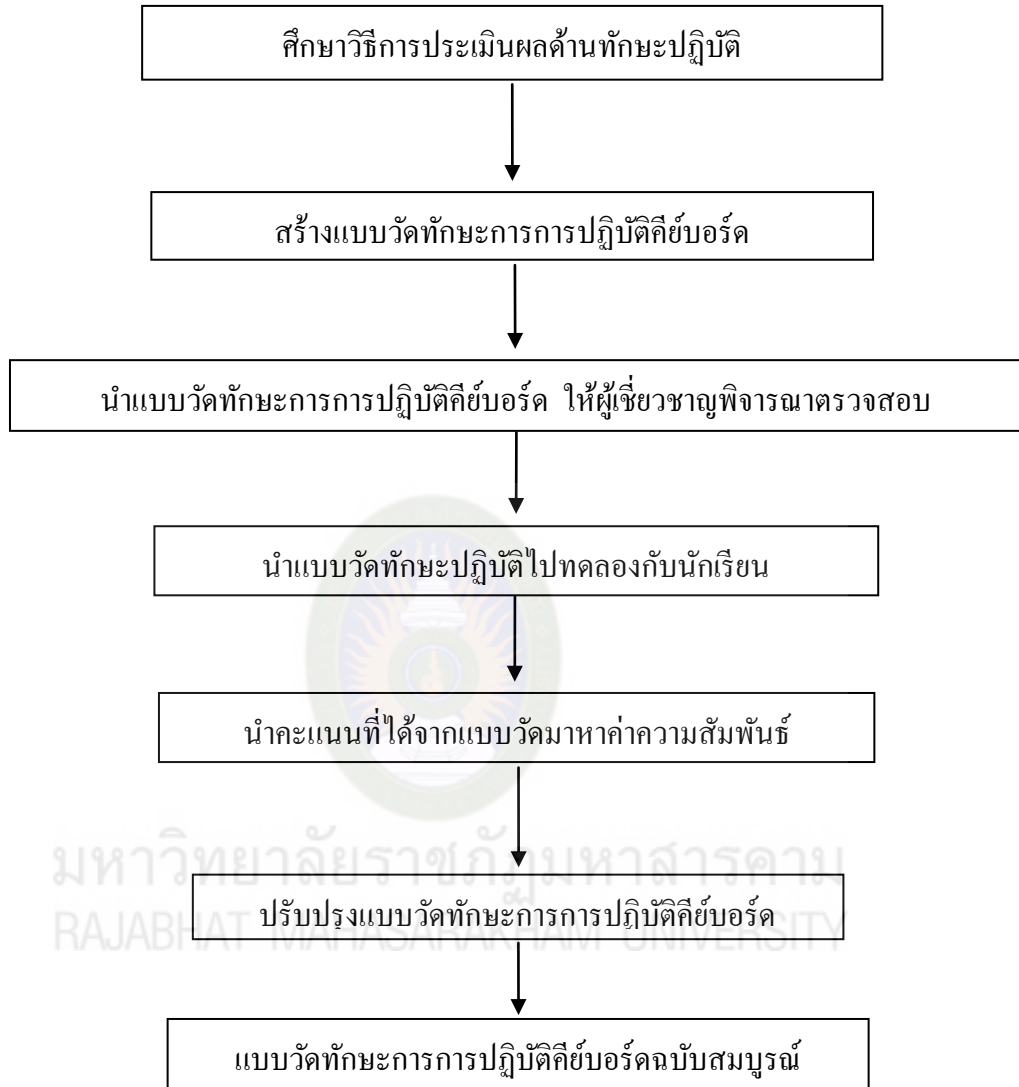 ศึกษาวิธีการประเมินผลด้านทักษะปฏิบัติ
สร้างแบบวัดทักษะการการปฏิบัติคีย์บอร์ด
นำแบบวัดทักษะการการปฏิบัติคีย์บอร์ด ให้ผู้เชี่ยวชาญพิจารณาตรวจสอบ
นำแบบวัดทักษะปฏิบัติไปทดลองกับนักเรียน
นำคะแนนที่ได้จากแบบวัดมาหาค่าความสัมพันธ์
มหาวิทยาลัยราชภัฏมหาสารคาม
ปรับปรุงแบบวัดทักษะการการปฏิบัติคีย์บอร์ด
RAJABHAT MAHASARAKHAM UNIVERSITY
แบบวัดทักษะการการปฏิบัติคีย์บอร์ดฉบับสมบูรณ์